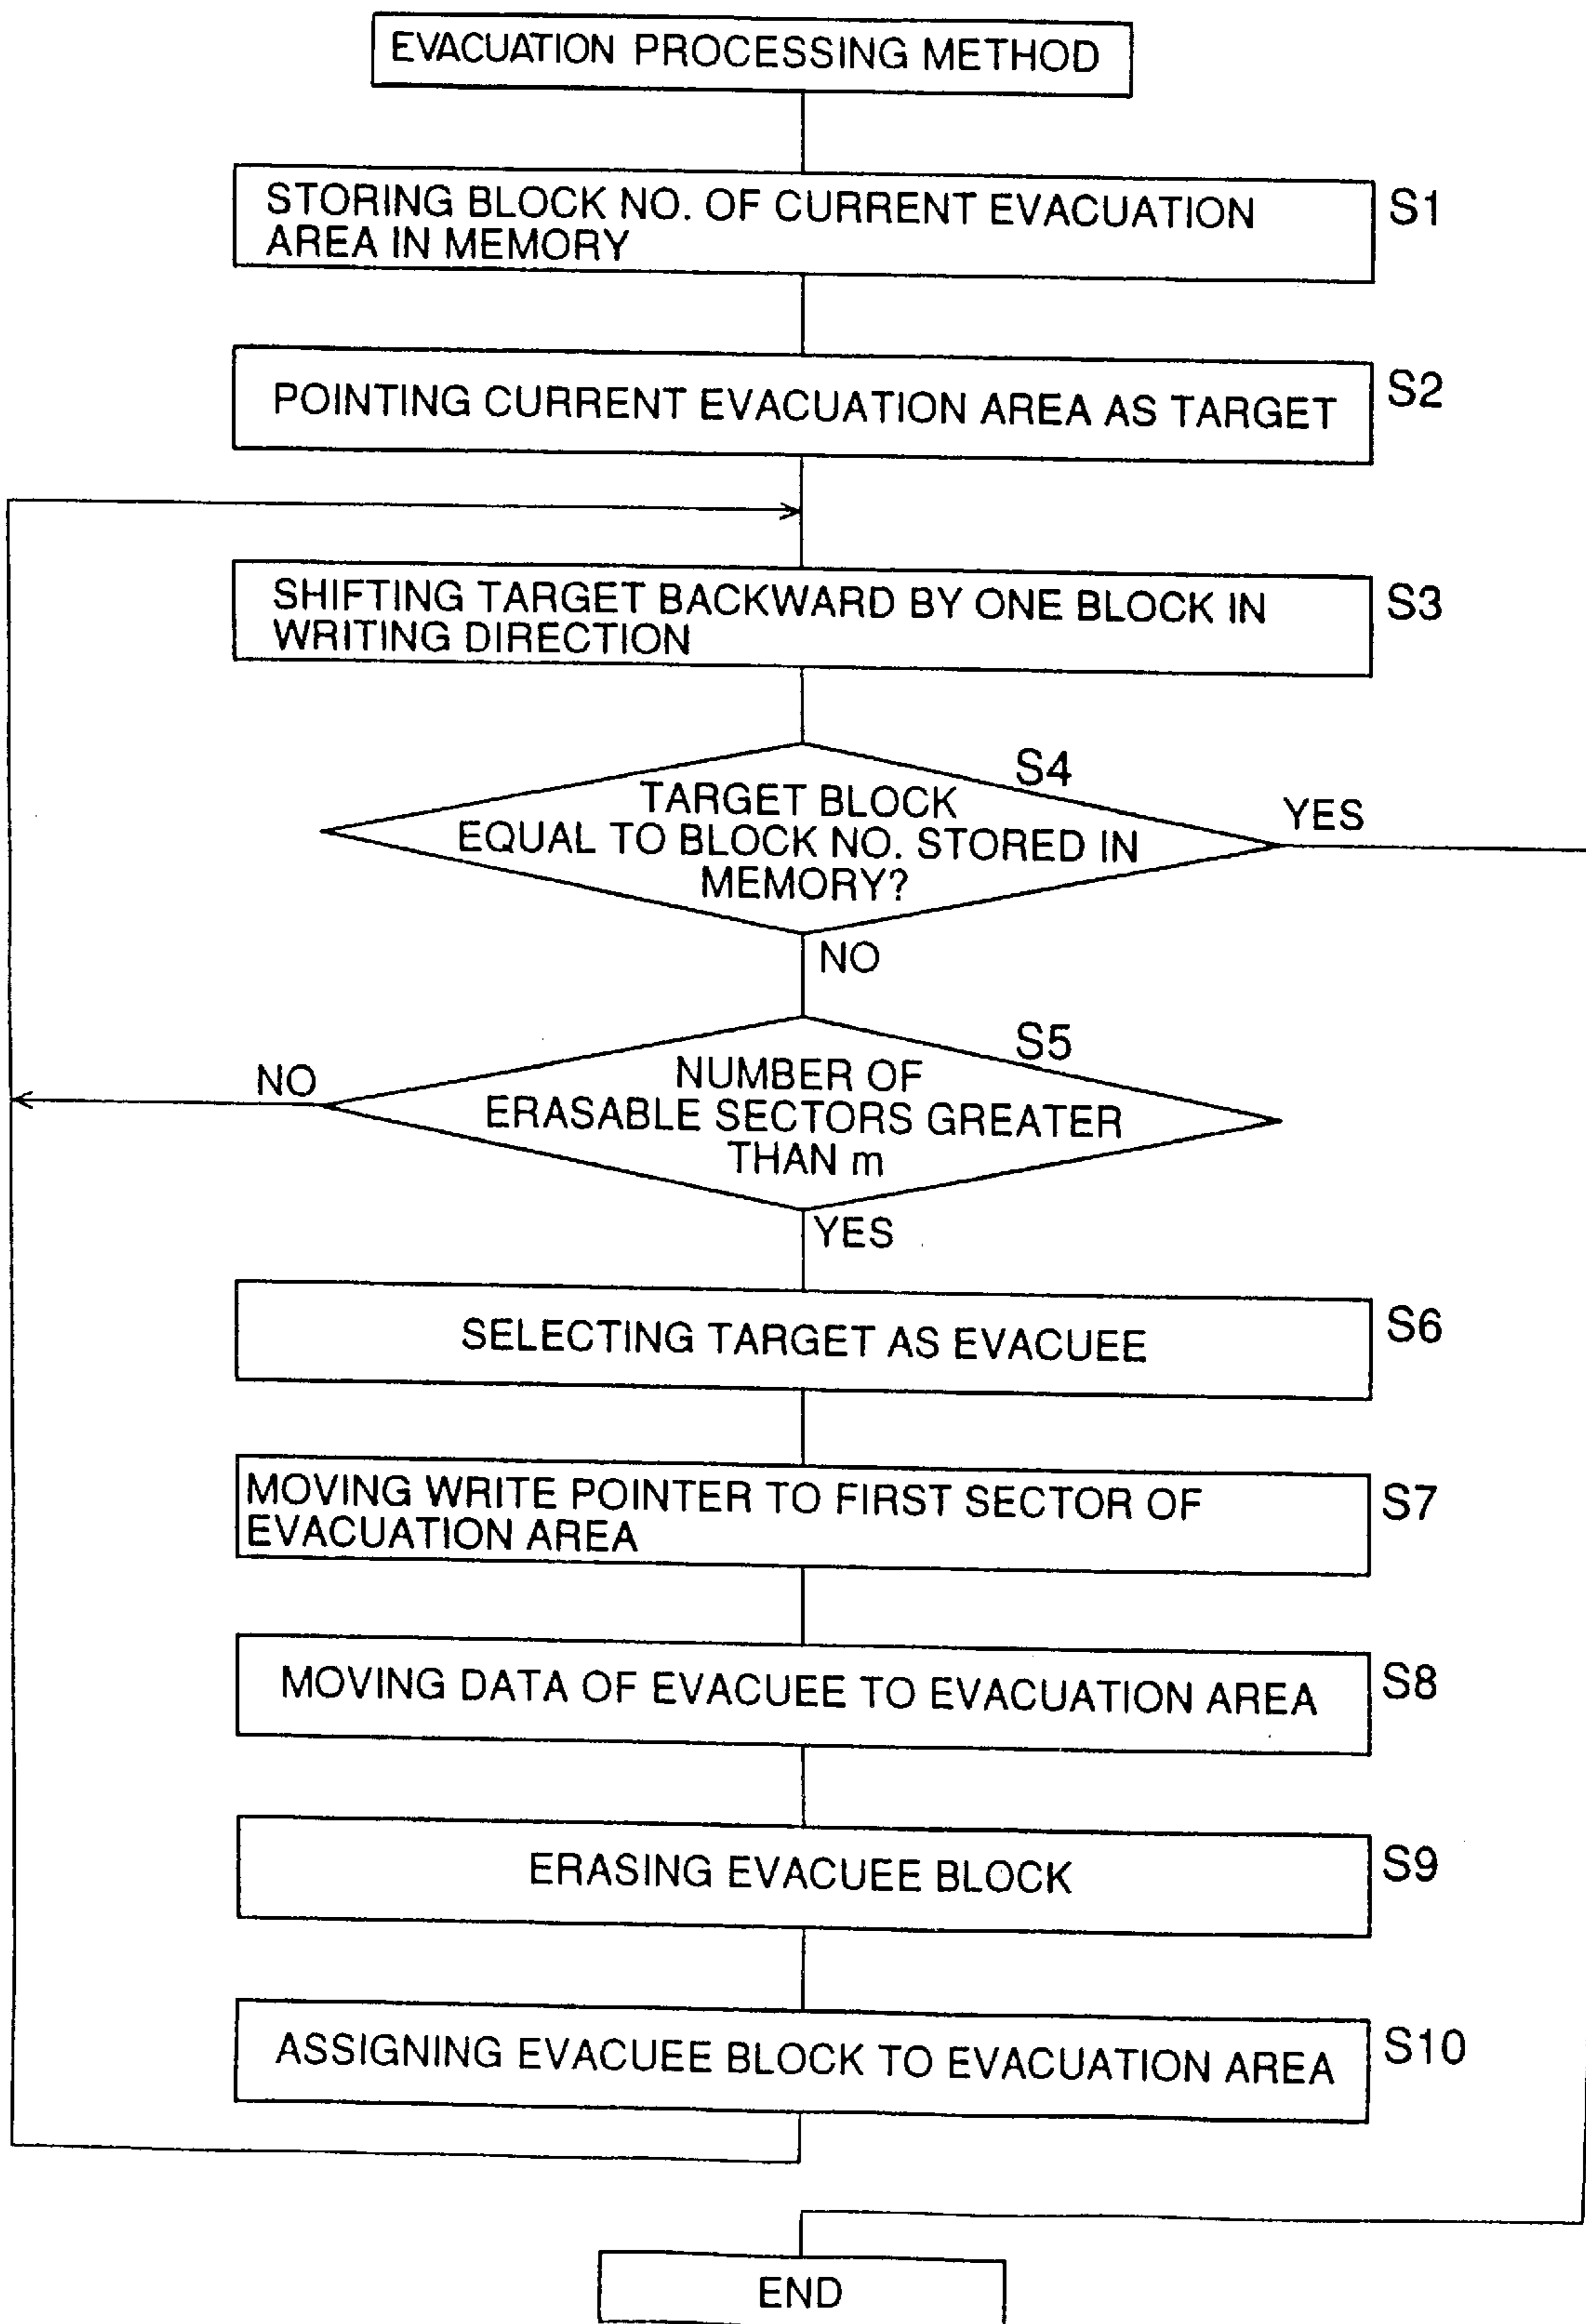 EVACUATION PROCESSING METHOD
STORING BLOCK NO. OF CURRENT EVACUATION
AREA IN MEMORY
S1
POINTING CURRENT EVACUATION AREA AS TARGET
S2
SHIFTING TARGET BACKWARD BY ONE BLOCK IN
WRITING DIRECTION
S3
S4
TARGET BLOCK
EQUAL TO BLOCK NO. STORED IN
MEMORY?
YES
NO
S5
NUMBER OF
ERASABLE SECTORS GREATER
THAN m
NO
YES
SELECTING TARGET AS EVACUEE
S6
MOVING WRITE POINTER TO FIRST SECTOR OF
EVACUATION AREA
S7
MOVING DATA OF EVACUEE TO EVACUATION AREA
S8
ERASING EVACUEE BLOCK
S9
ASSIGNING EVACUEE BLOCK TO EVACUATION AREA
S10
END